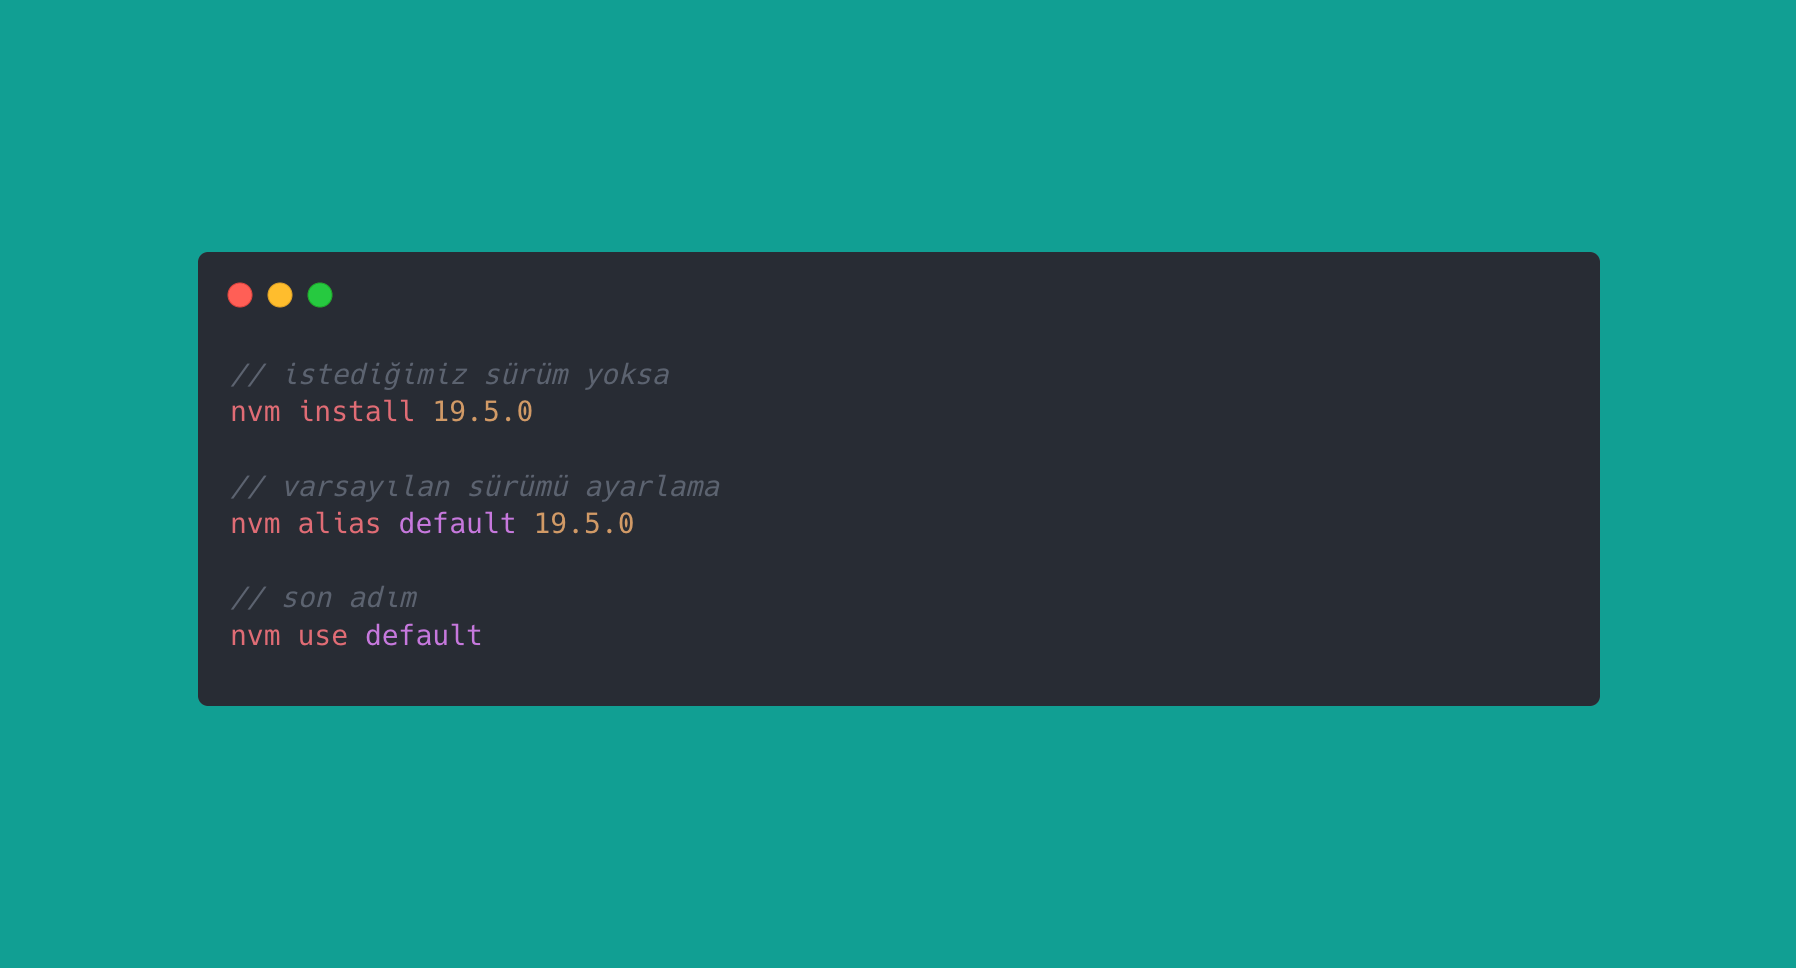 // istediğimiz sürüm yoksa
nvm install 19.5.0
// varsayılan sürümü ayarlama
nvm alias default 19.5.0
// son adım
nvm use default